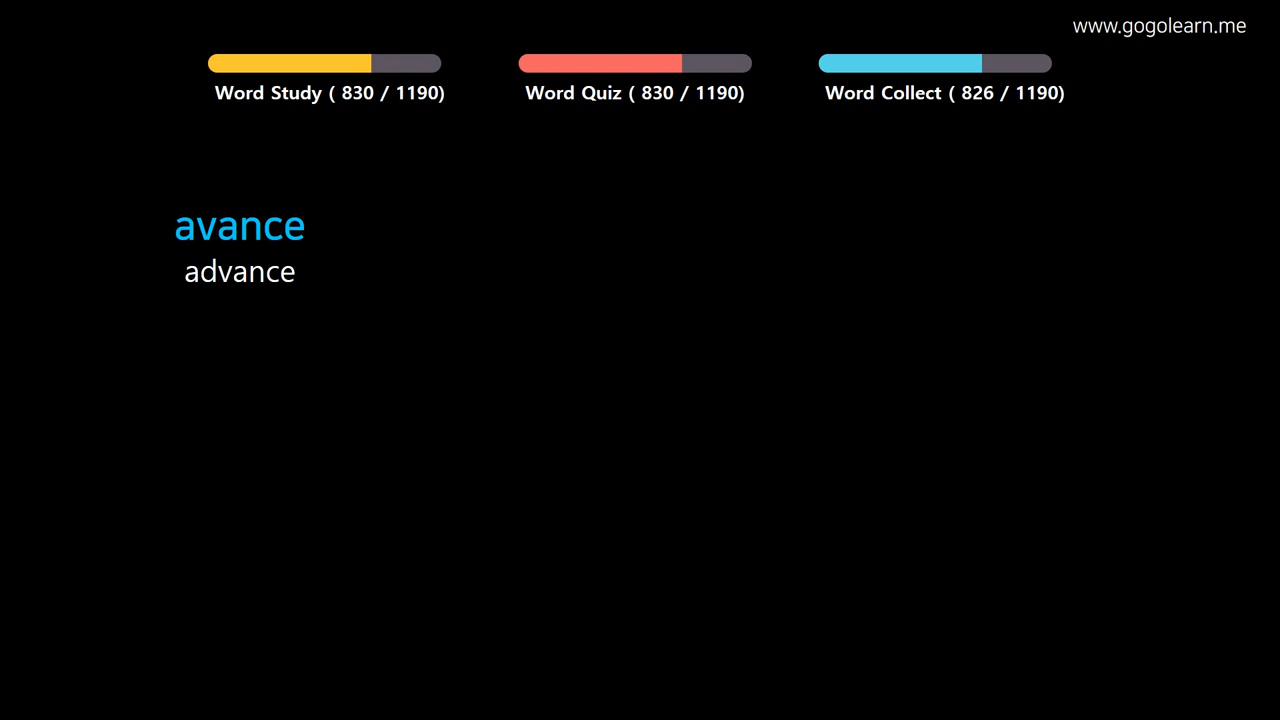 www.gogolearn.me
Word Study ( 830 / 1190)
Word Quiz ( 830 / 1190)
Word Collect ( 826 / 1190)
avance
advance